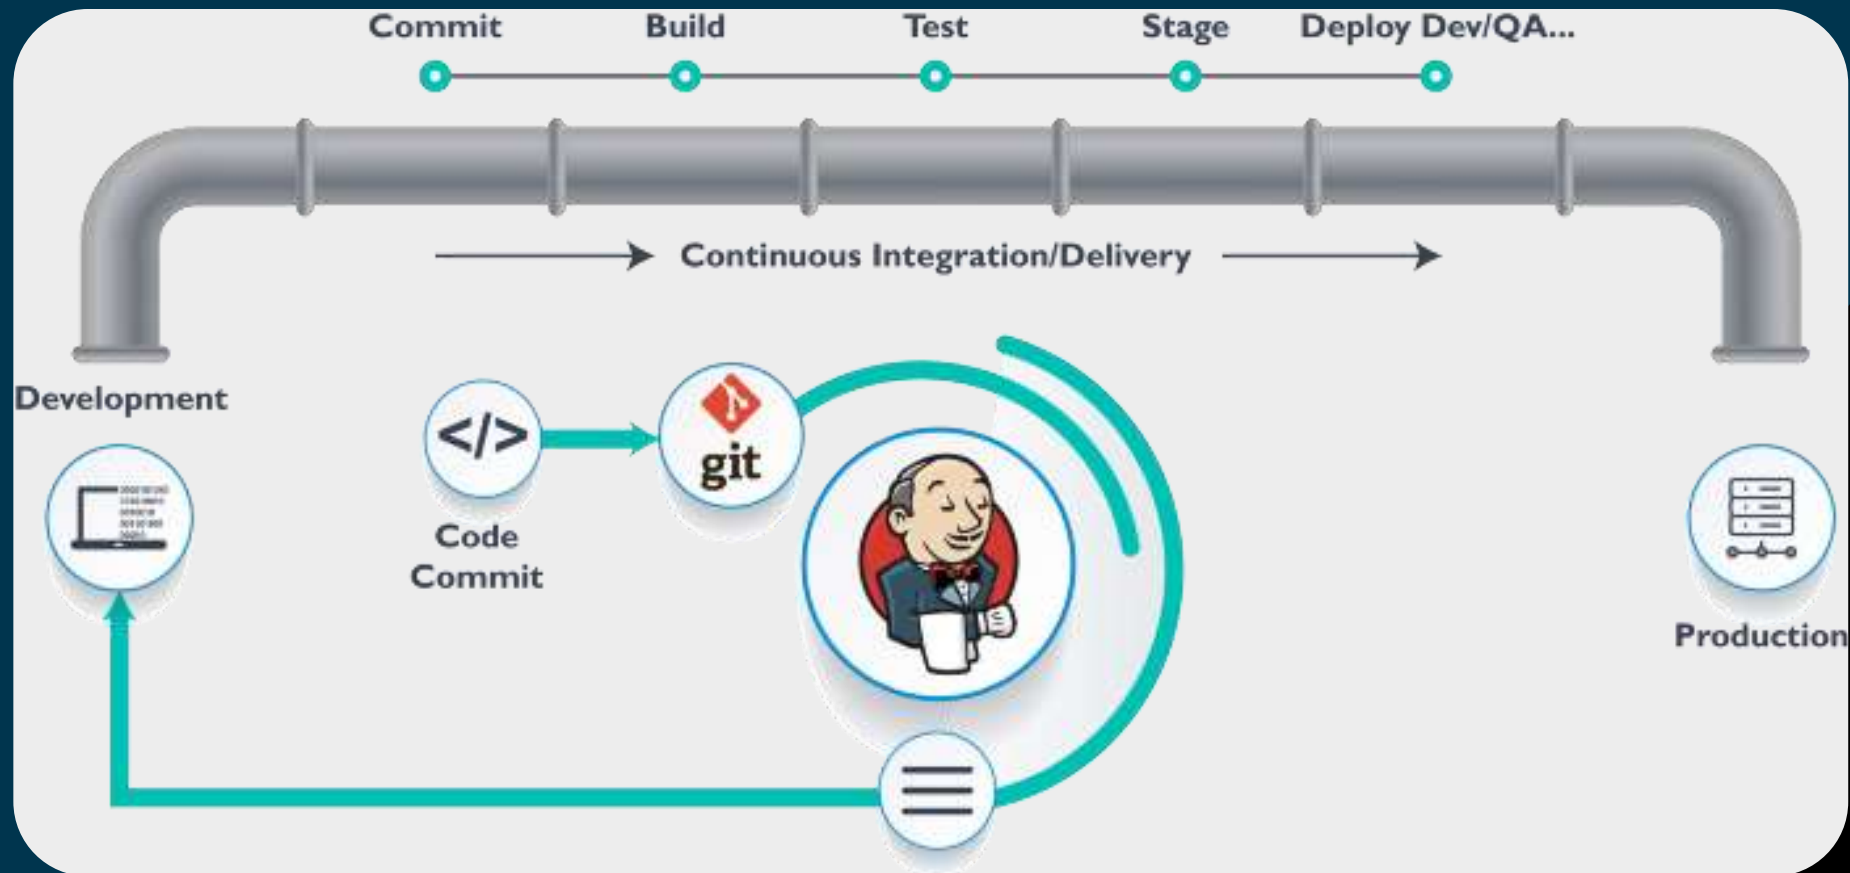 Commit
Build
Test
Stage
Deploy Dev/QA...
Continuous Integration/Delivery
Development
</>
git
Code
Commit
Production